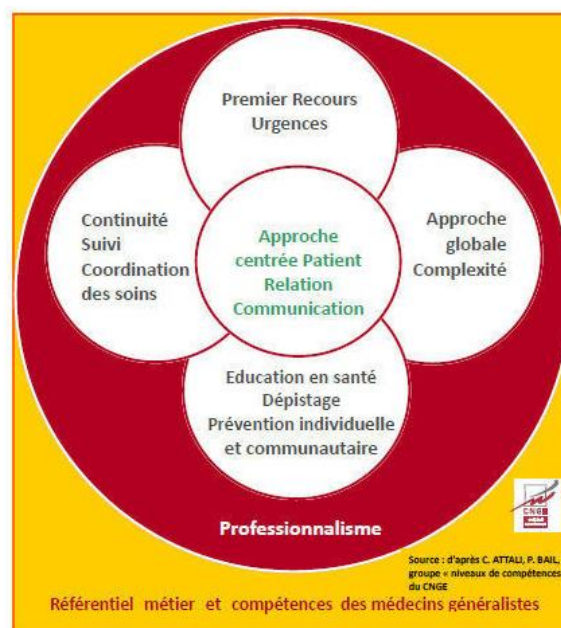 Premier Recours
Urgences
Continuité
Suivi
Coordination
des soins
Approche
centrée Patient
Relation
Communication
Approche
globale
Complexité
Education en santé
Dépistage
Prévention individuelle
et communautaire
Professionnalisme
CNGE
Source : d'après C. ATTALI, P. BAIL,
groupe « niveaux de compétences
du CNGE
Référentiel métier et compétences des médecins généralistes